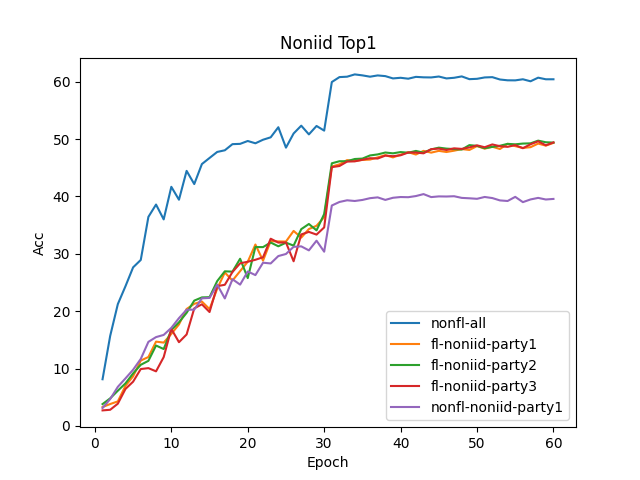 Noniid Top1
Acc
60
50
40
30
20
10
0
0 10 20 30 40 50 60
Epoch
nonfl-all
fl-noniid-party1
fl-noniid-party2
fl-noniid-party3
nonfl-noniid-party1